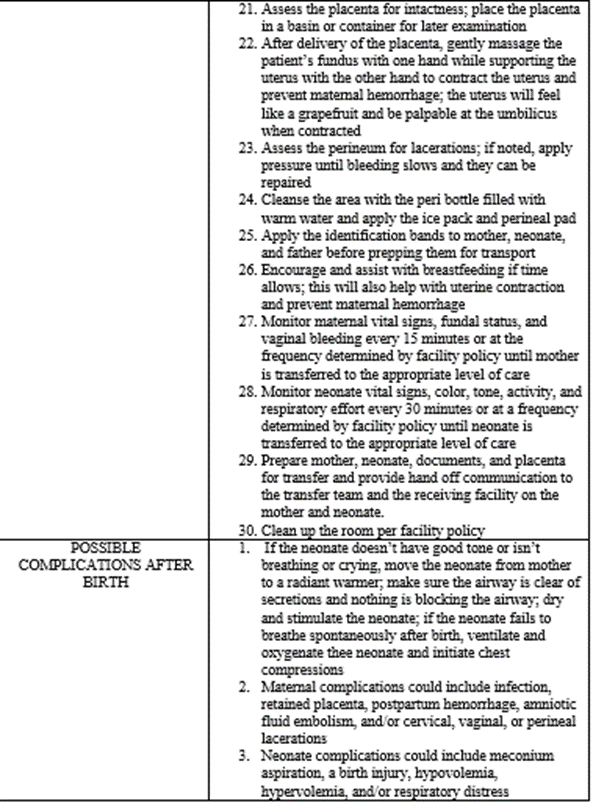 21. Assess the placenta for intactness; place the placenta
in a basin or container for later examination
22. After delivery of the placenta, gently massage the
patient's fundus with one hand while supporting the
uterus with the other hand to contract the uterus and
prevent maternal hemorrhage; the uterus will feel
like a grapefruit and be palpable at the umbilicus
when contracted
23. Assess the perineum for lacerations; if noted, apply
pressure until bleeding slows and they can be
repaired
24. Cleanse the area with the peri bottle filled with
warm water and apply the ice pack and perineal pad
25. Apply the identification bands to mother, neonate,
and father before prepping them for transport
26. Encourage and assist with breastfeeding if time
allows; this will also help with uterine contraction
and prevent maternal hemorrhage
27. Monitor maternal vital signs, fundal status, and
vaginal bleeding every 15 minutes or at the
frequency determined by facility policy until mother
is transferred to the appropriate level of care
28. Monitor neonate vital signs, color, tone, activity, and
respiratory effort every 30 minutes or at a frequency
determined by facility policy until neonate is
transferred to the appropriate level of care
29. Prepare mother, neonate, documents, and placenta
for transfer and provide hand off communication to
the transfer team and the receiving facility on the
mother and neonate.
30. Clean up the room per facility policy
POSSIBLE
COMPLICATIONS AFTER
BIRTH
1. If the neonate doesn't have good tone or isn't
breathing or crying, move the neonate from mother
to a radiant warmer; make sure the airway is clear of
secretions and nothing is blocking the airway; dry
and stimulate the neonate; if the neonate fails to
breathe spontaneously after birth, ventilate and
oxygenate thee neonate and initiate chest
compressions
2. Maternal complications could include infection,
retained placenta, postpartum hemorrhage, amniotic
fluid embolism, and/or cervical, vaginal, or perineal
lacerations
3. Neonate complications could include meconium
aspiration, a birth injury, hypovolemia,
hypervolemia, and/or respiratory distress